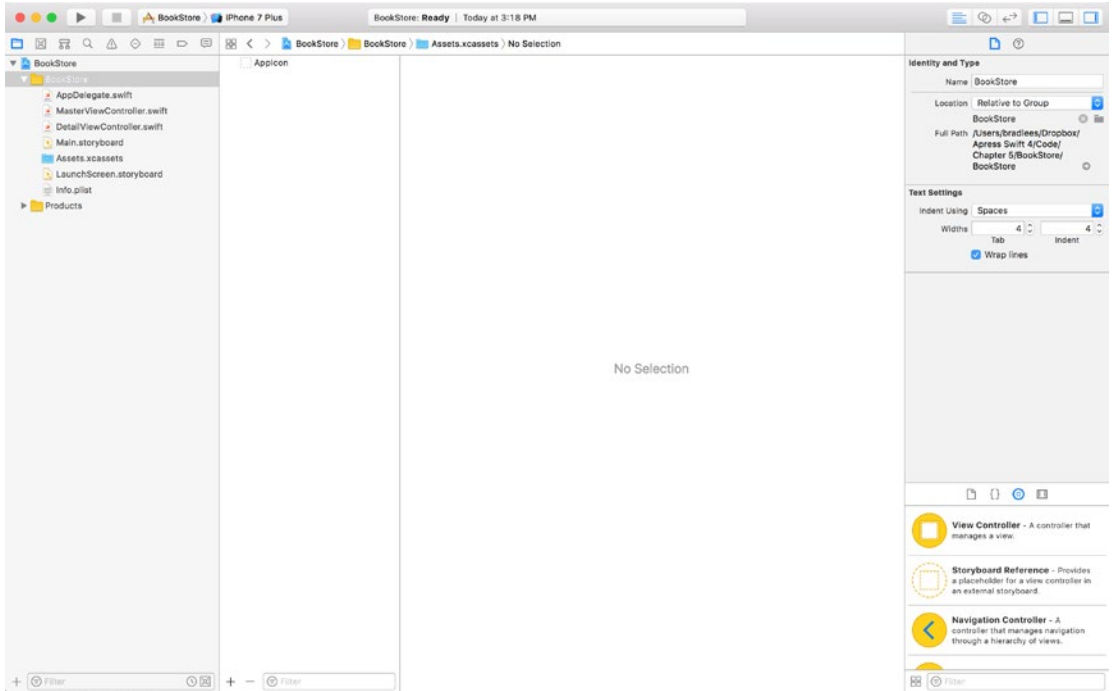 BookStore
iPhone 7 Plus
BookStore: Ready | Today at 3:18 PM
BookStore
BookStore
AppDelegate.swift
MasterViewController.swift
DetailViewController.swift
Main.storyboard
Assets.xcassets
LaunchScreen.storyboard
Info.plist
Products
Filter
BookStore
BookStore
Assets.xcassets
No Selection
AppIcon
Filter
No Selection
Identity and Type
Name BookStore
Location Relative to Group
BookStore
Full Path /Users/bradlees/Dropbox/
Apress Swift 4/Code/
Chapter 5/BookStore/
BookStore
Text Settings
Indent Using Spaces
Widths 4 4
Tab Indent
Wrap lines
{}
View Controller - A controller that
manages a view.
Storyboard Reference - Provides
a placeholder for a view controller in
an external storyboard.
Navigation Controller - A
controller that manages navigation
through a hierarchy of views.
Filter